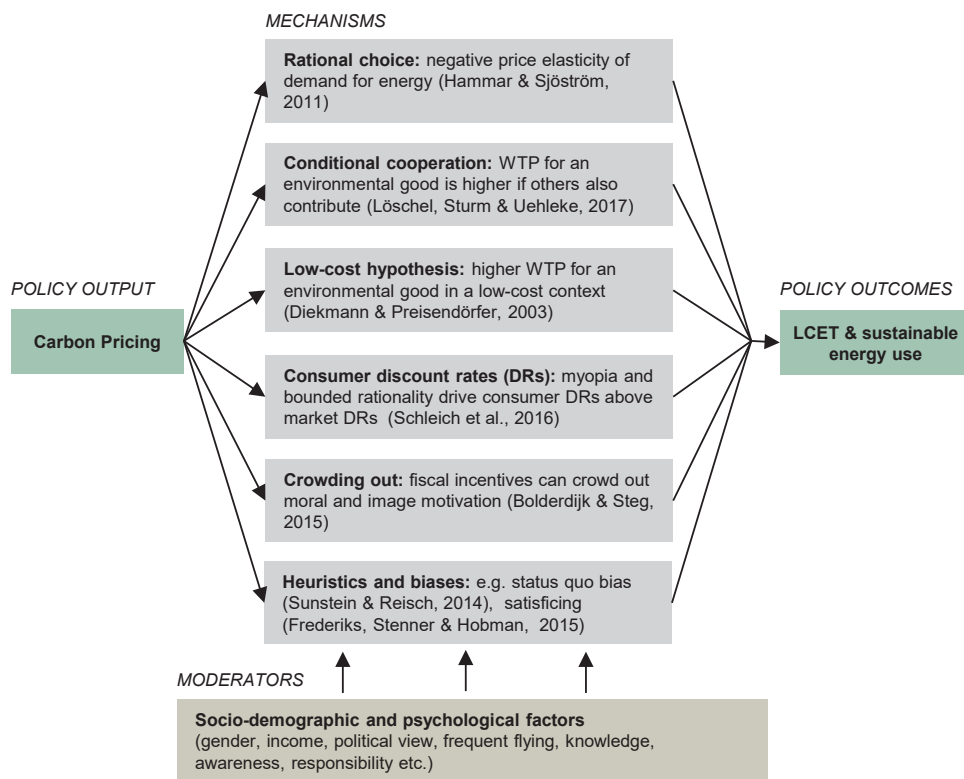 MECHANISMS
Rational choice: negative price elasticity of
demand for energy (Hammar & Sjöström,
2011)
Conditional cooperation: WTP for an
environmental good is higher if others also
contribute (Löschel, Sturm & Uehleke, 2017)
Low-cost hypothesis: higher WTP for an
environmental good in a low-cost context
(Diekmann & Preisendörfer, 2003)
POLICY OUTPUT
Carbon Pricing
POLICY OUTCOMES
LCET & sustainable
energy use
Consumer discount rates (DRs): myopia and
bounded rationality drive consumer DRs above
market DRs (Schleich et al., 2016)
Crowding out: fiscal incentives can crowd out
moral and image motivation (Bolderdijk & Steg,
2015)
Heuristics and biases: e.g. status quo bias
(Sunstein & Reisch, 2014), satisficing
(Frederiks, Stenner & Hobman, 2015)
MODERATORS
Socio-demographic and psychological factors
(gender, income, political view, frequent flying, knowledge,
awareness, responsibility etc.)